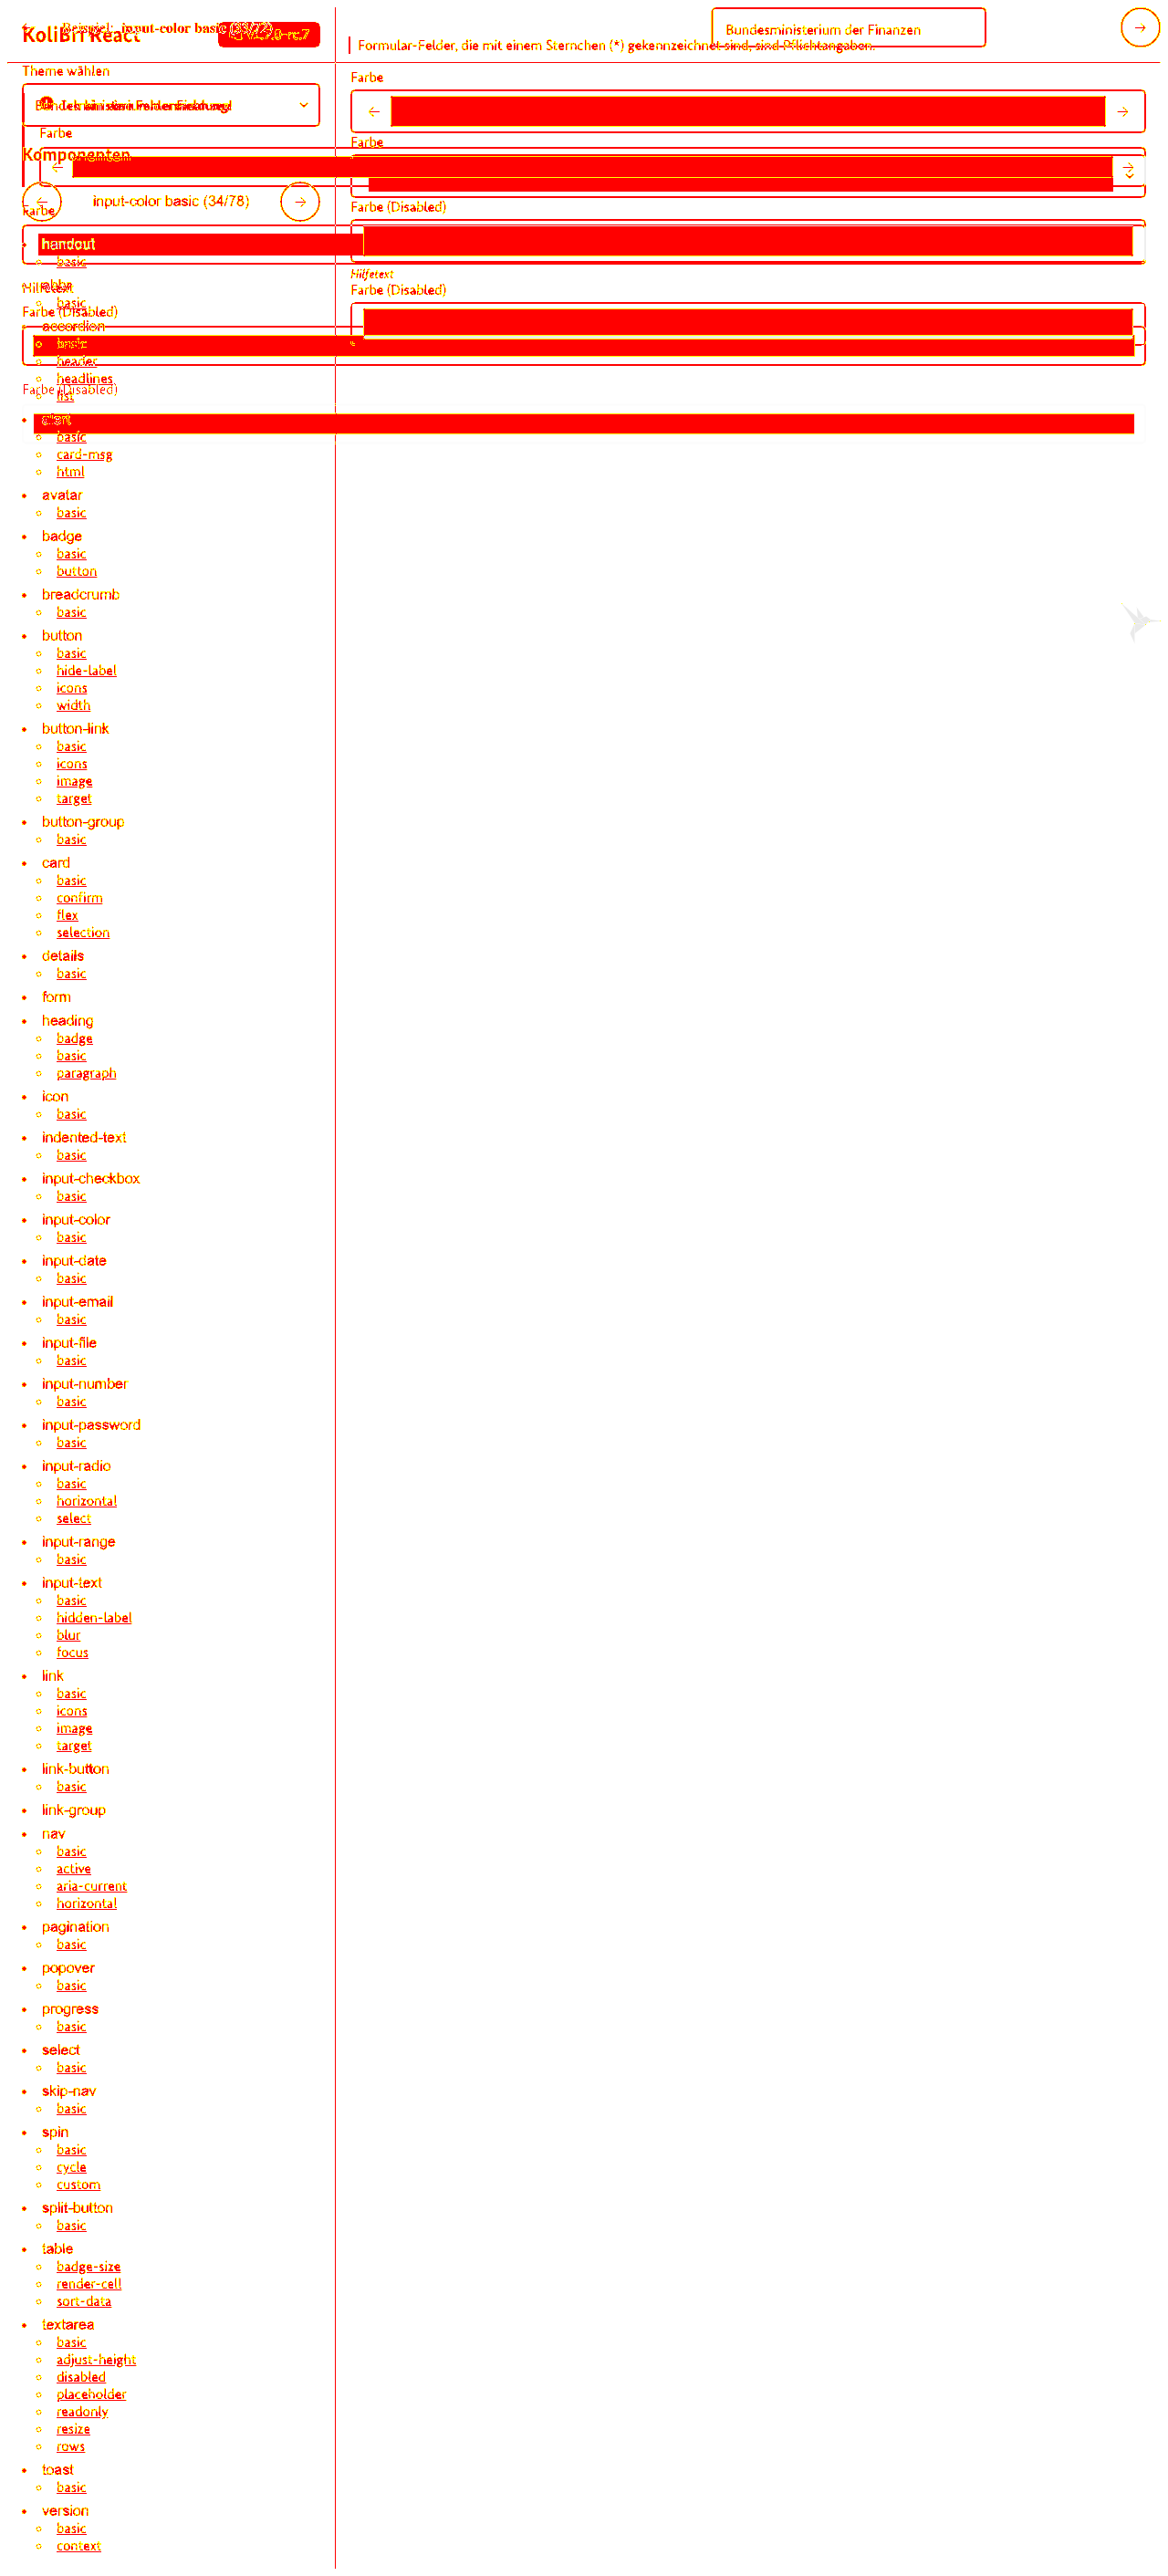 KoliBri React
Beispiel: input-color basic
Bundesministerium der Finanzen
Formular-Felder, die mit einem Sternchen (*) gekennzeichnet sind, sind Pflichtangaben.
Theme wählen
Farbe
Farbe
Farbe
Komponenten
input-color basic (34/78)
Farbe
Farbe (Disabled)
handout
basic
Hilfetext
abbr
Hilfetext
Farbe (Disabled)
basic
Farbe (Disabled)
accordion
basic
header
headlines
Farbe (Disabled)
list
alert
basic
card-msg
html
avatar
basic
badge
basic
button
breadcrumb
basic
button
basic
hide-label
icons
width
button-link
basic
icons
image
target
button-group
basic
card
basic
confirm
flex
selection
details
basic
form
heading
badge
basic
paragraph
icon
basic
indented-text
basic
input-checkbox
basic
input-color
basic
input-date
basic
input-email
basic
input-file
basic
input-number
basic
input-password
basic
input-radio
basic
horizontal
select
input-range
basic
input-text
basic
hidden-label
blur
focus
link
basic
icons
image
target
link-button
basic
link-group
nav
basic
active
aria-current
horizontal
pagination
basic
popover
basic
progress
basic
select
basic
skip-nav
basic
spin
basic
cycle
custom
split-button
basic
table
badge-size
render-cell
sort-data
textarea
basic
adjust-height
disabled
placeholder
readonly
resize
rows
toast
basic
version
basic
context